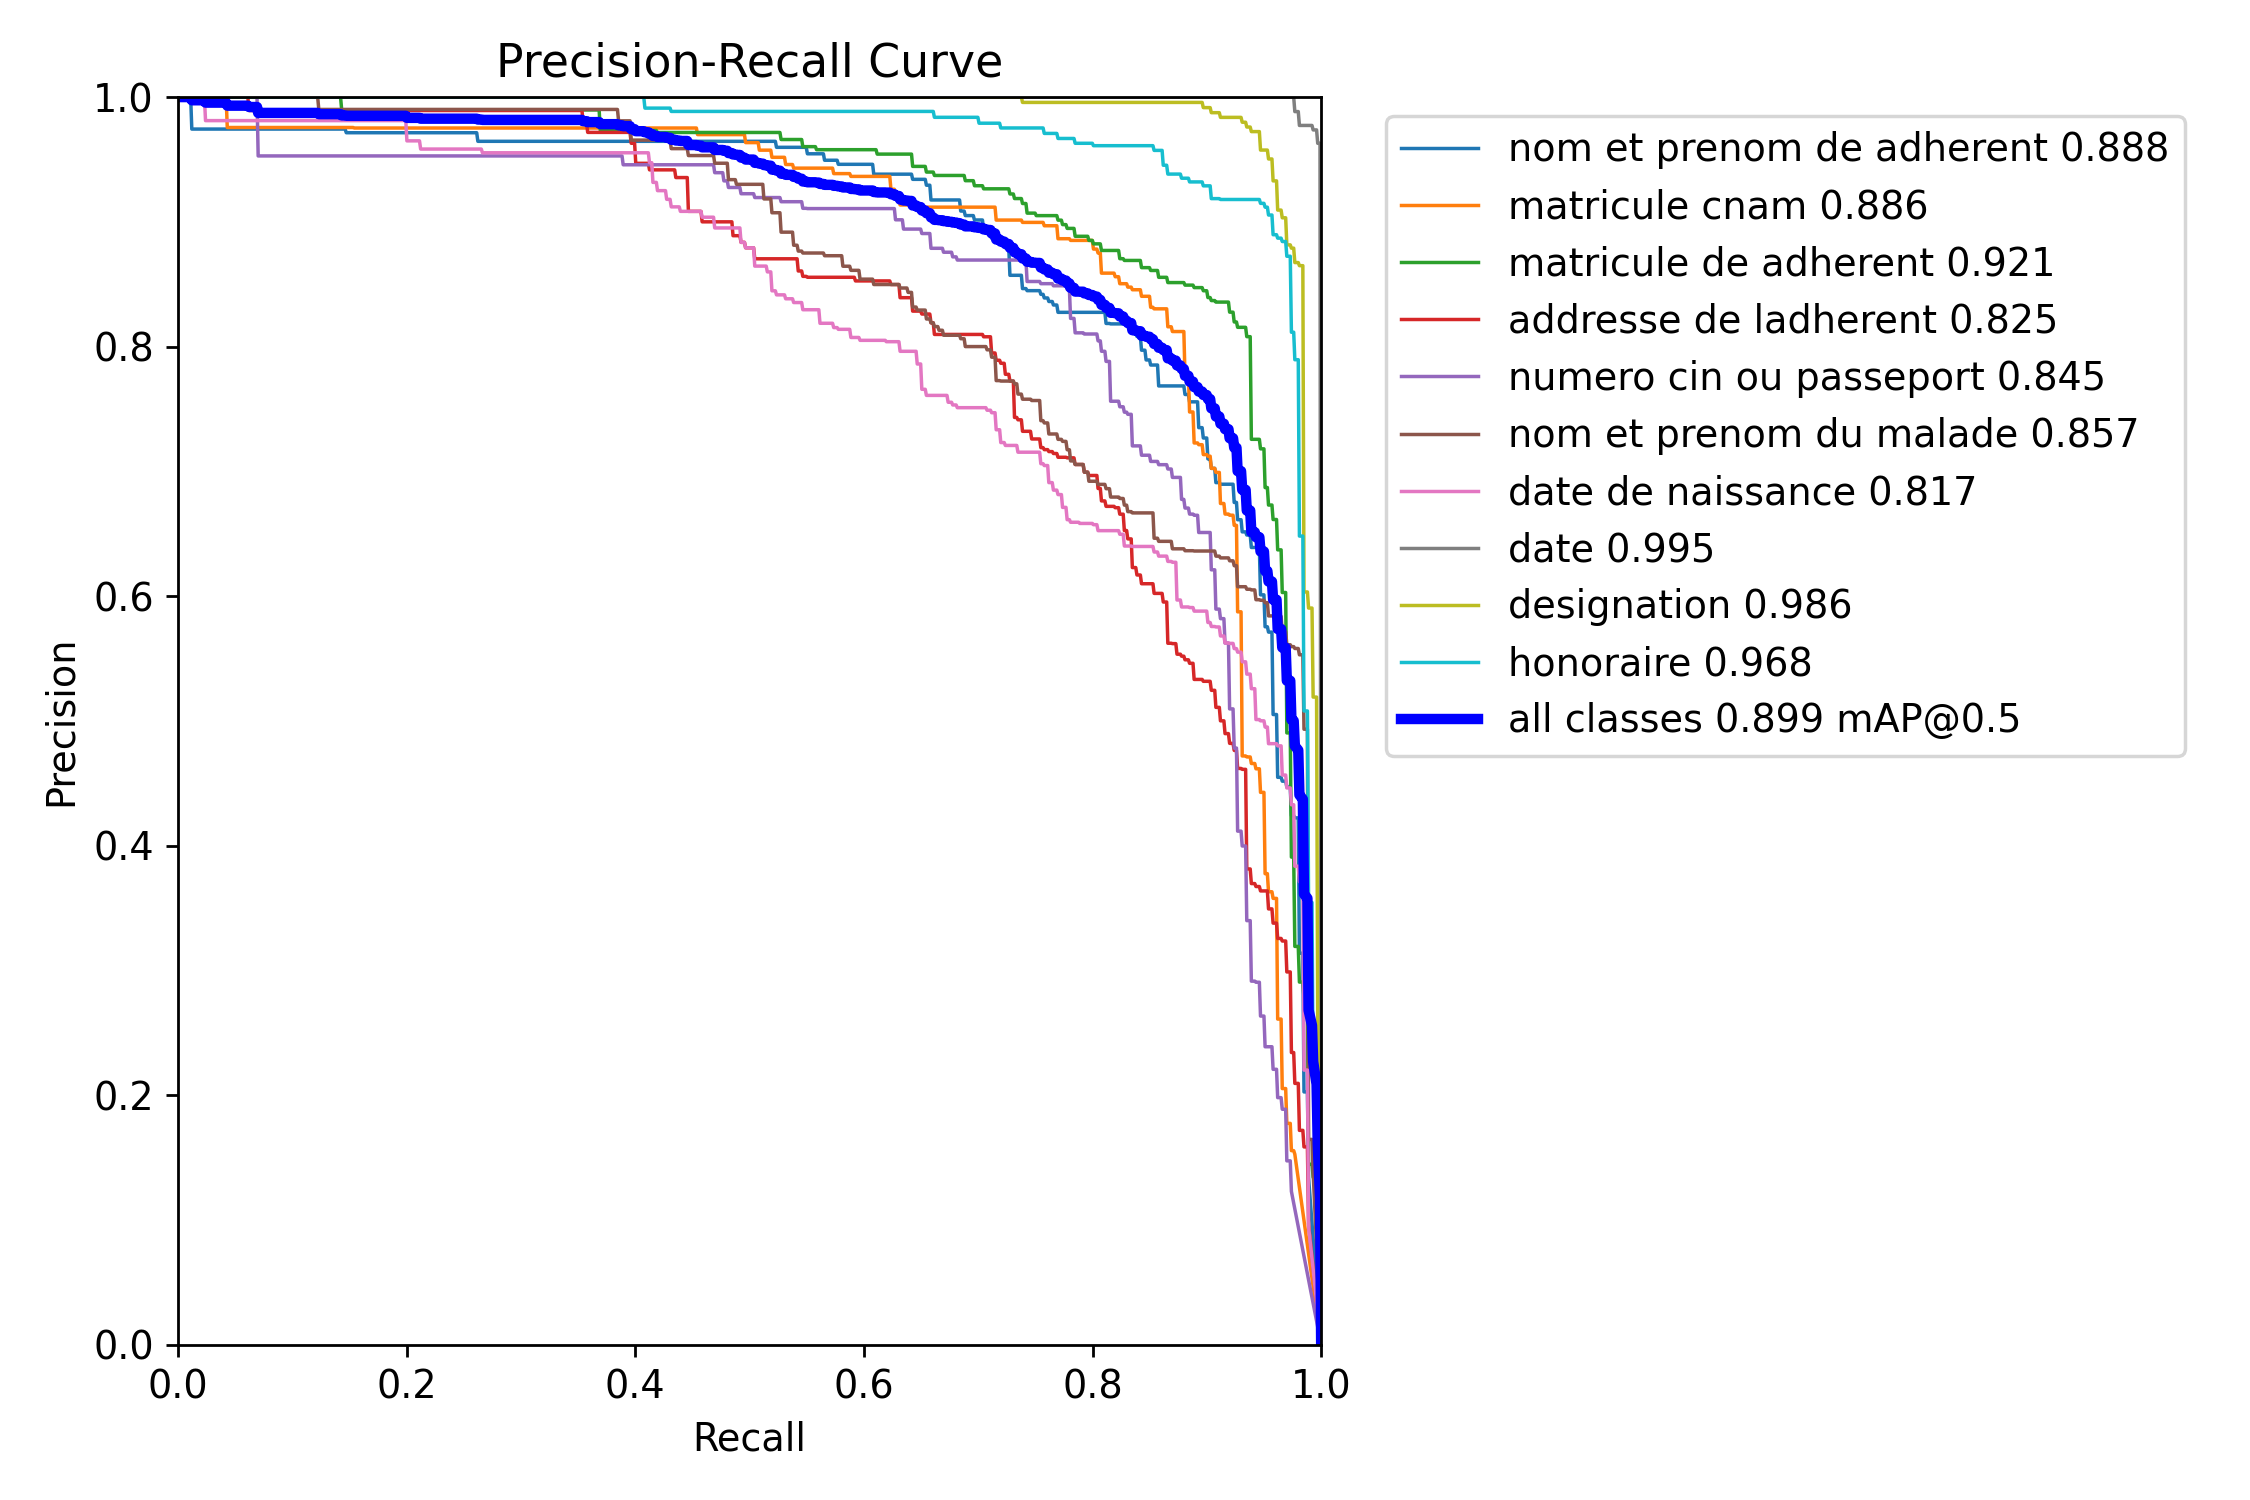 Precision-Recall Curve
1.0
0.8
0.6
0.4
0.2
0.0
Precision
0.0 0.2 0.4 0.6 0.8 1.0
Recall
nom et prenom de adherent 0.888
matricule cnam 0.886
matricule de adherent 0.921
addresse de ladherent 0.825
numero cin ou passeport 0.845
nom et prenom du malade 0.857
date de naissance 0.817
date 0.995
designation 0.986
honoraire 0.968
all classes 0.899 mAP@0.5